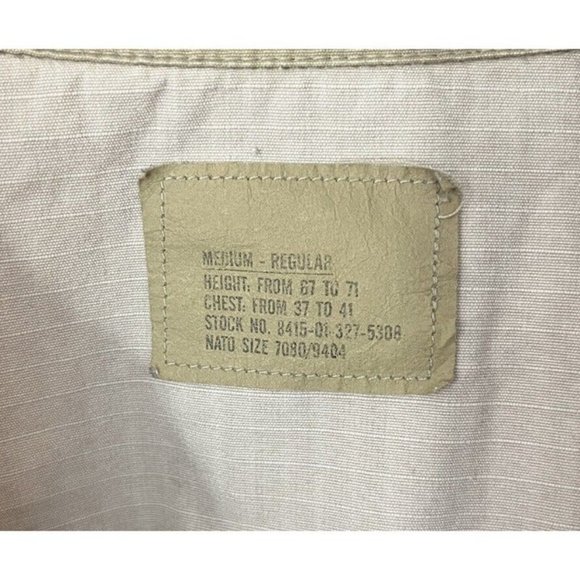 MEDIUM - REGULAR
HEIGHT: FROM 67 TO 71
CHEST: FROM 37 TO 41
STOCK NO. 8415-01-327-5308
NATO SIZE 7080/9404